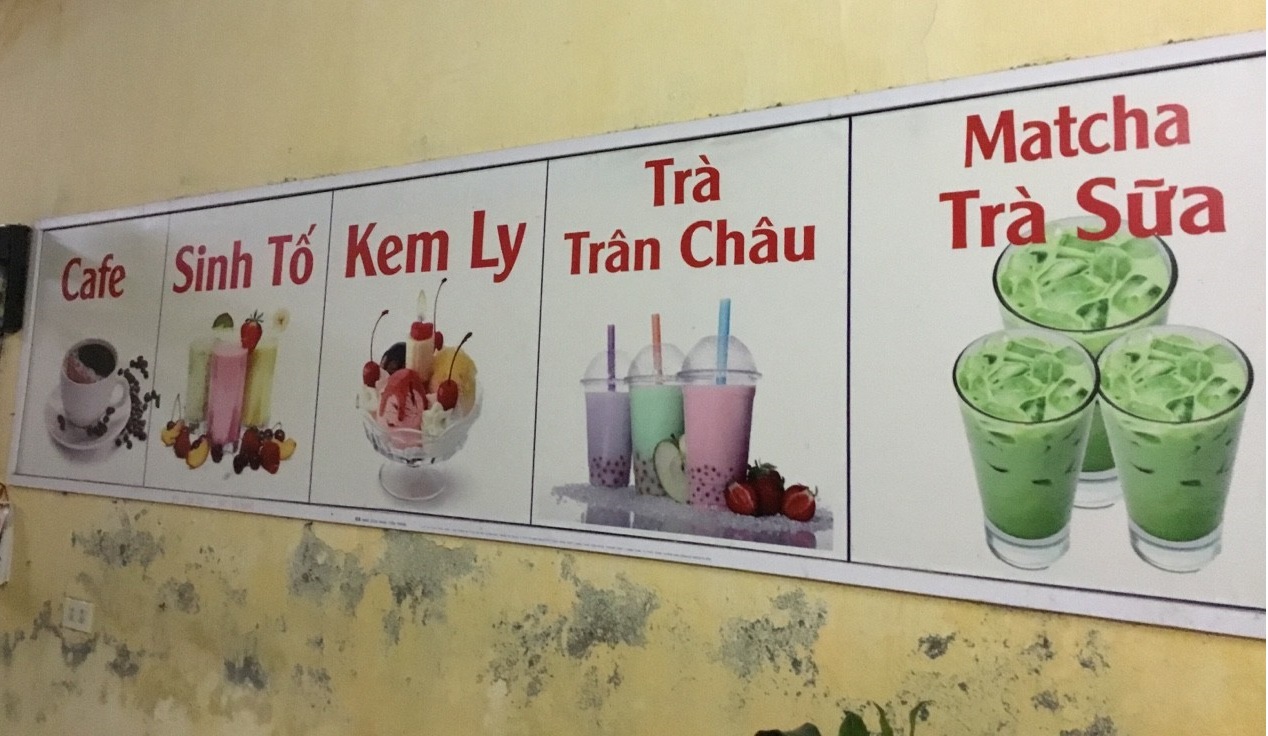 Cafe
Sinh Tố
Kem Ly
Trà
Trân Châu
Matcha
Trà Sữa